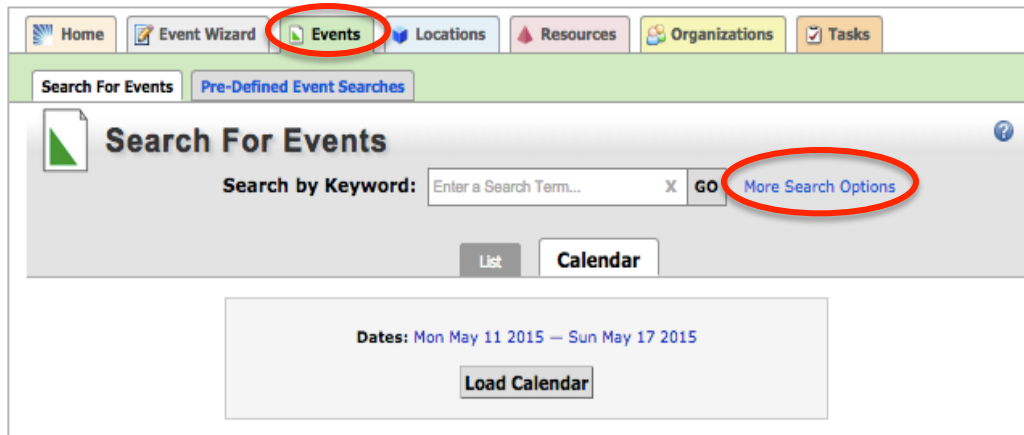 Home Event Wizard Events Locations Resources Organizations Tasks
Search For Events Pre-Defined Event Searches
Search For Events
Search by Keyword: Enter a Search Term... X GO More Search Options
List Calendar
Dates: Mon May 11 2015 — Sun May 17 2015
Load Calendar